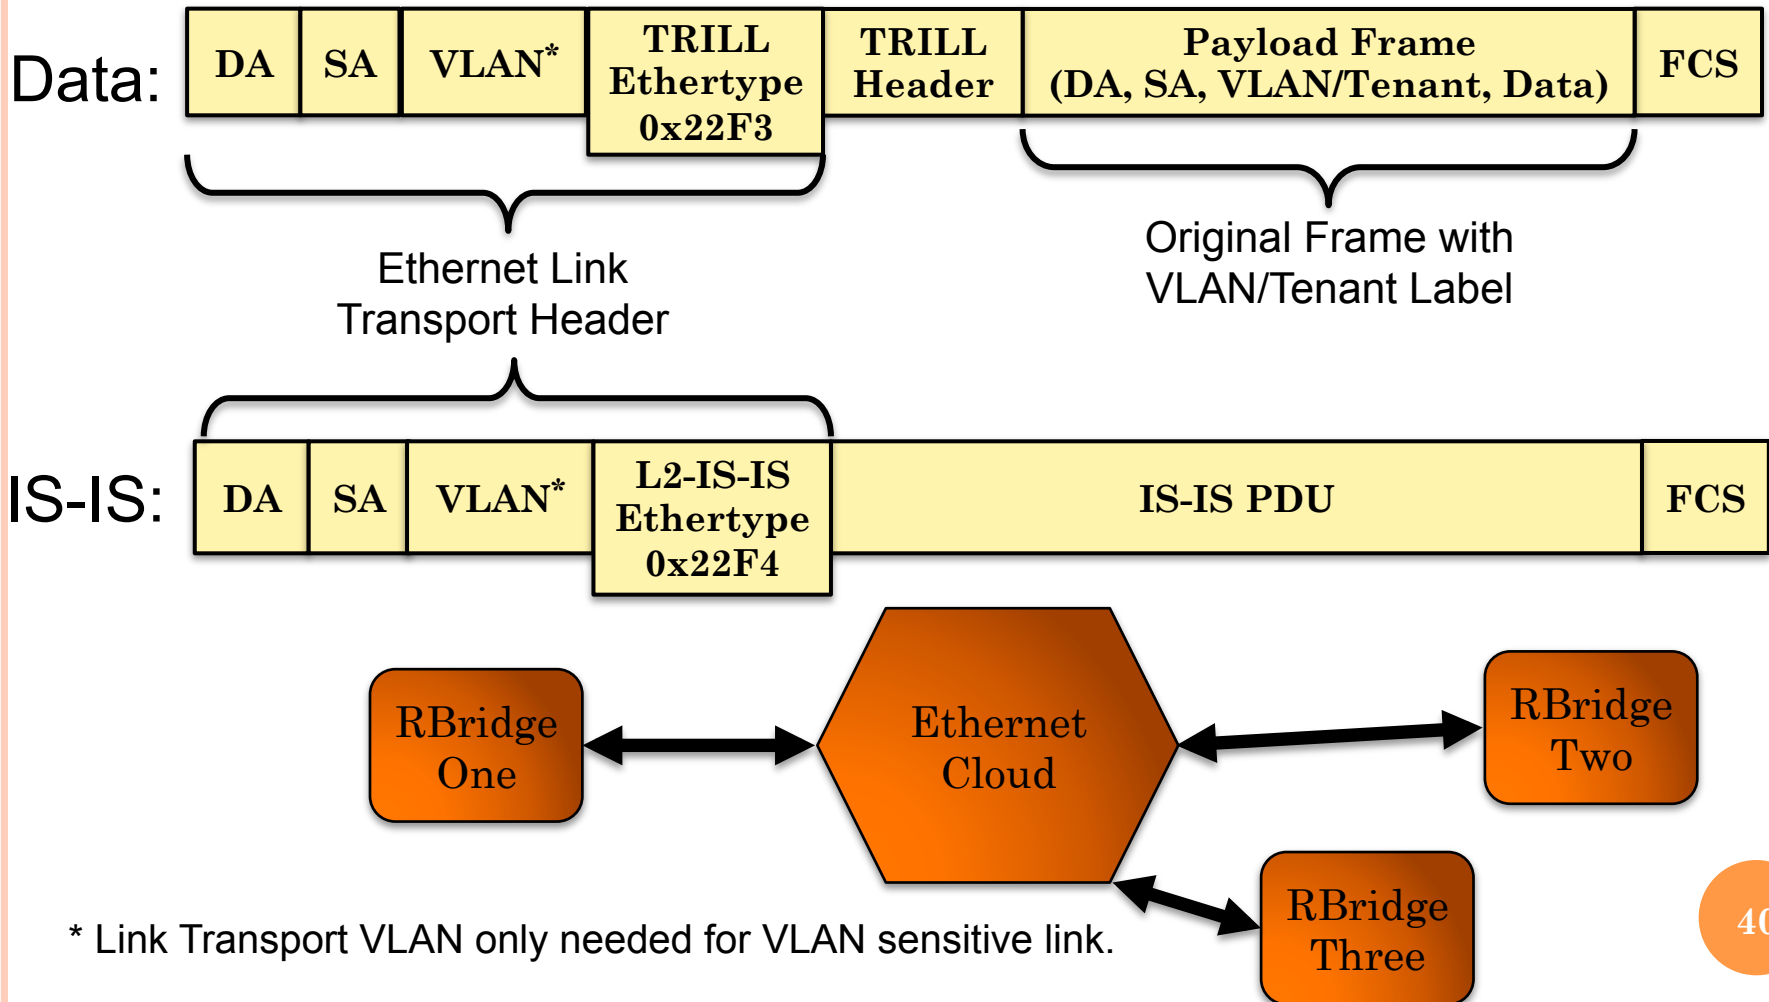 Data:
DA
SA
VLAN*
TRILL
Ethertype
0x22F3
TRILL
Header
Payload Frame
(DA, SA, VLAN/Tenant, Data)
FCS
Ethernet Link
Transport Header
Original Frame with
VLAN/Tenant Label
IS-IS:
DA
SA
VLAN*
L2-IS-IS
Ethertype
0x22F4
IS-IS PDU
FCS
RBridge
One
Ethernet
Cloud
RBridge
Two
RBridge
Three
* Link Transport VLAN only needed for VLAN sensitive link.
40